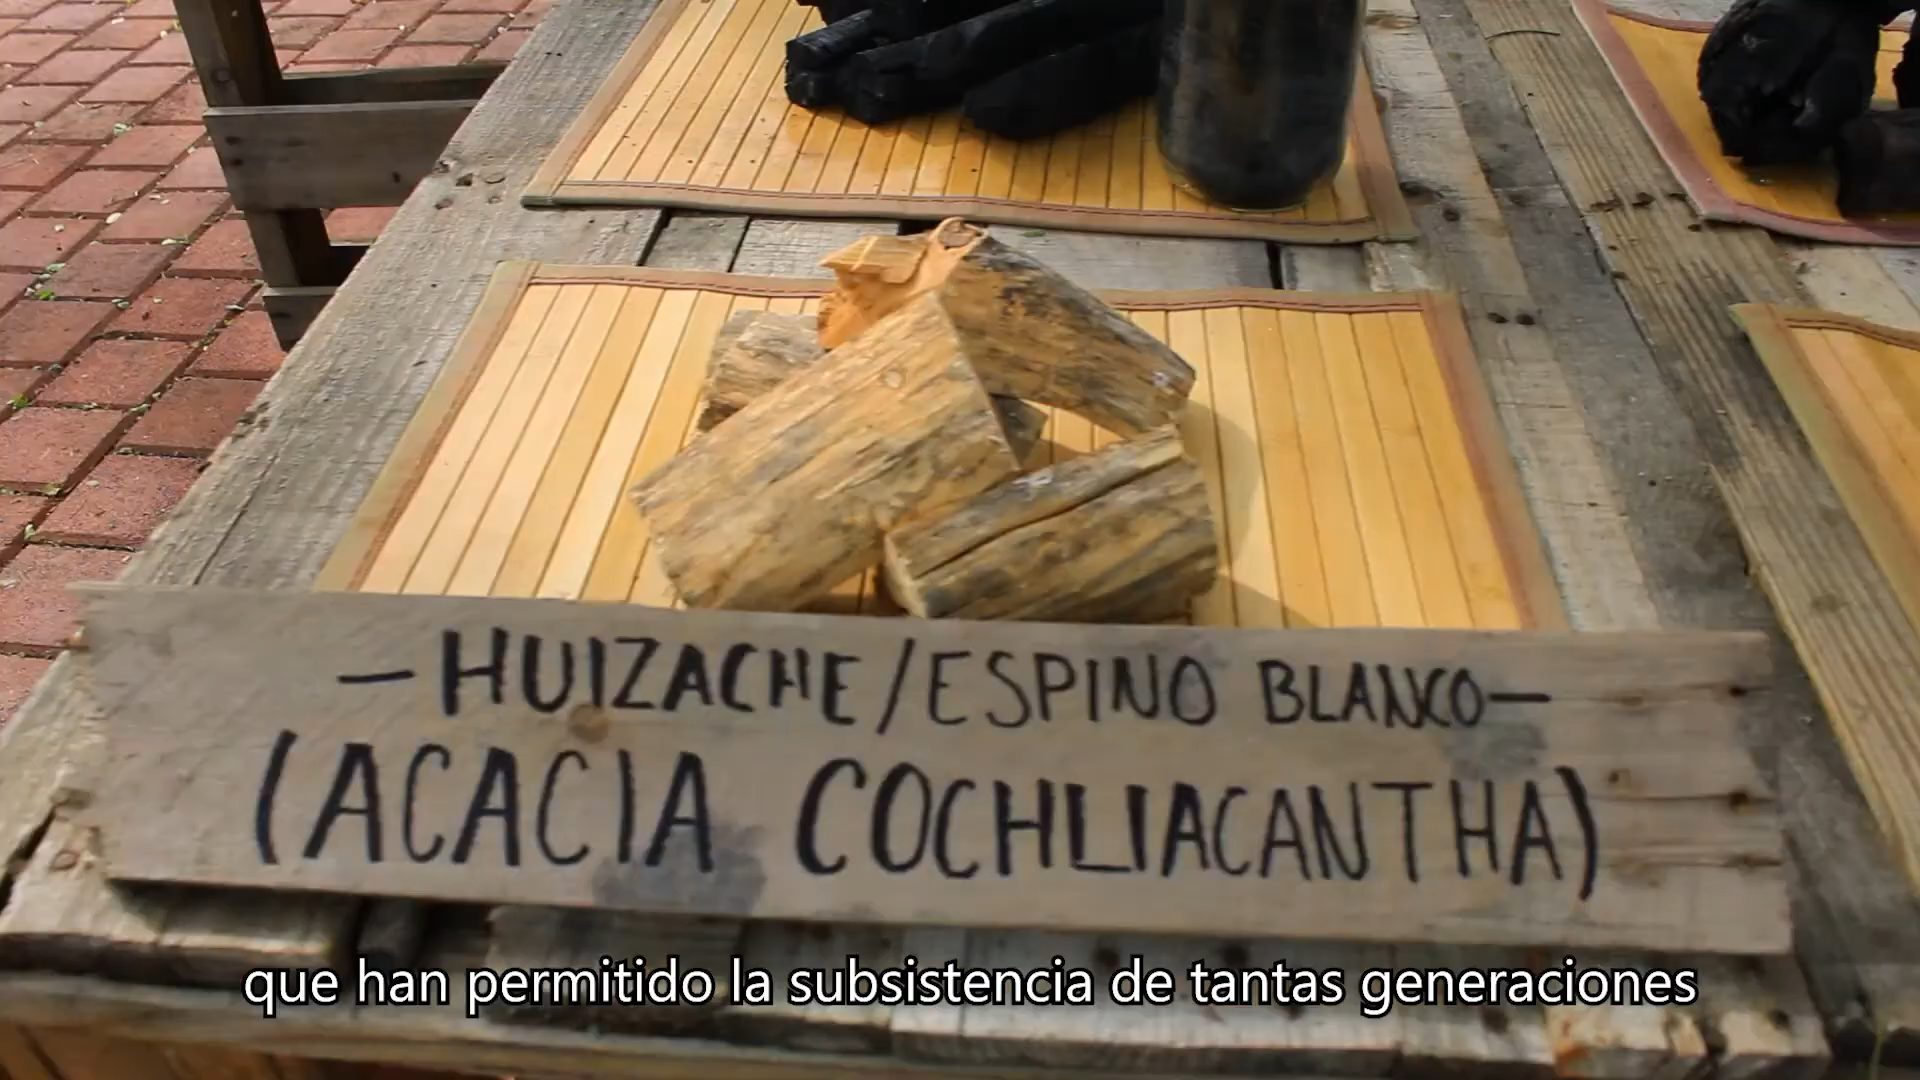 —HUIZACHE/ESPINO BLANCO—
(ACACIA COCHLIACANTHA)
que han permitido la subsistencia de tantas generaciones